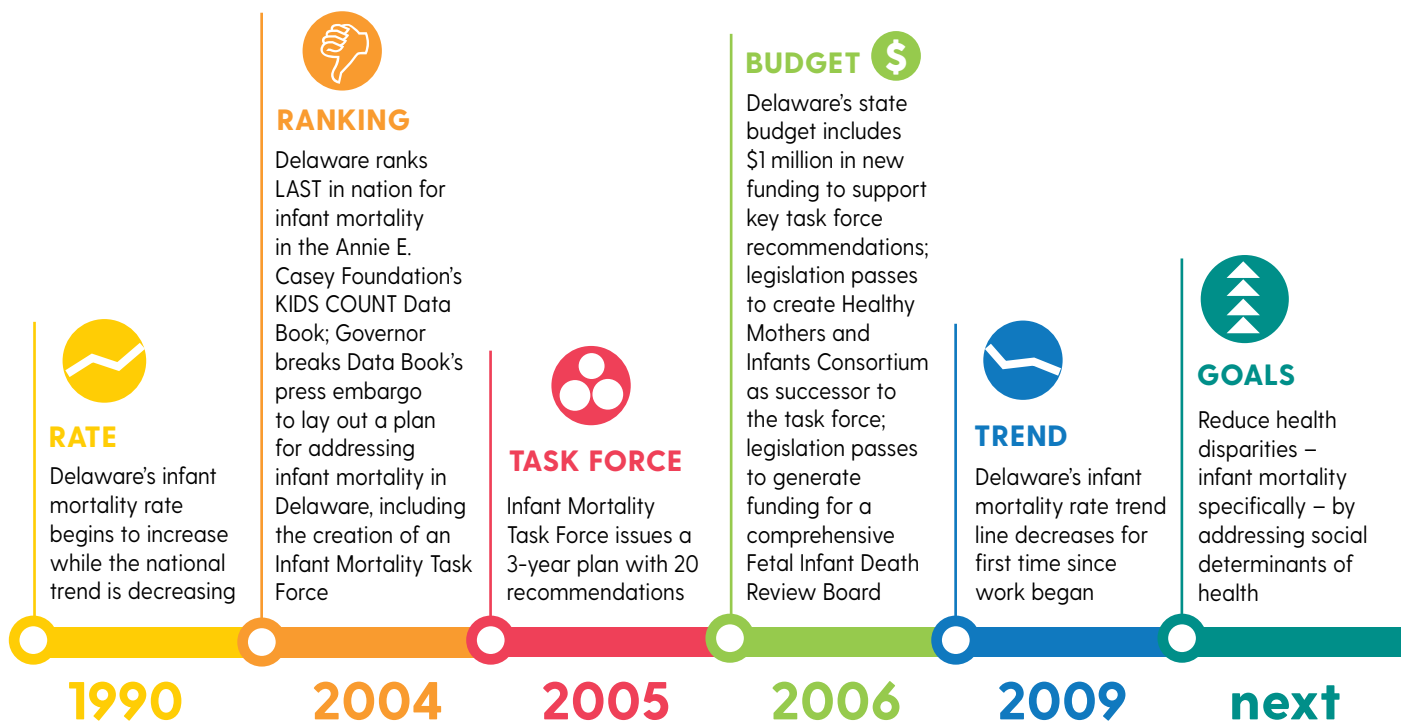 RATE
Delaware's infant
mortality rate
begins to increase
while the national
trend is decreasing
1990
RANKING
Delaware ranks
LAST in nation for
infant mortality
in the Annie E.
Casey Foundation's
KIDS COUNT Data
Book; Governor
breaks Data Book's
press embargo
to lay out a plan
for addressing
infant mortality in
Delaware, including
the creation of an
Infant Mortality Task
Force
2004
TASK FORCE
Infant Mortality
Task Force issues a
3-year plan with 20
recommendations
2005
BUDGET $
Delaware's state
budget includes
$1 million in new
funding to support
key task force
recommendations;
legislation passes
to create Healthy
Mothers and
Infants Consortium
as successor to
the task force;
legislation passes
to generate
funding for a
comprehensive
Fetal Infant Death
Review Board
2006
TREND
Delaware's infant
mortality rate trend
line decreases for
first time since
work began
2009
GOALS
Reduce health
disparities –
infant mortality
specifically – by
addressing social
determinants of
health
next